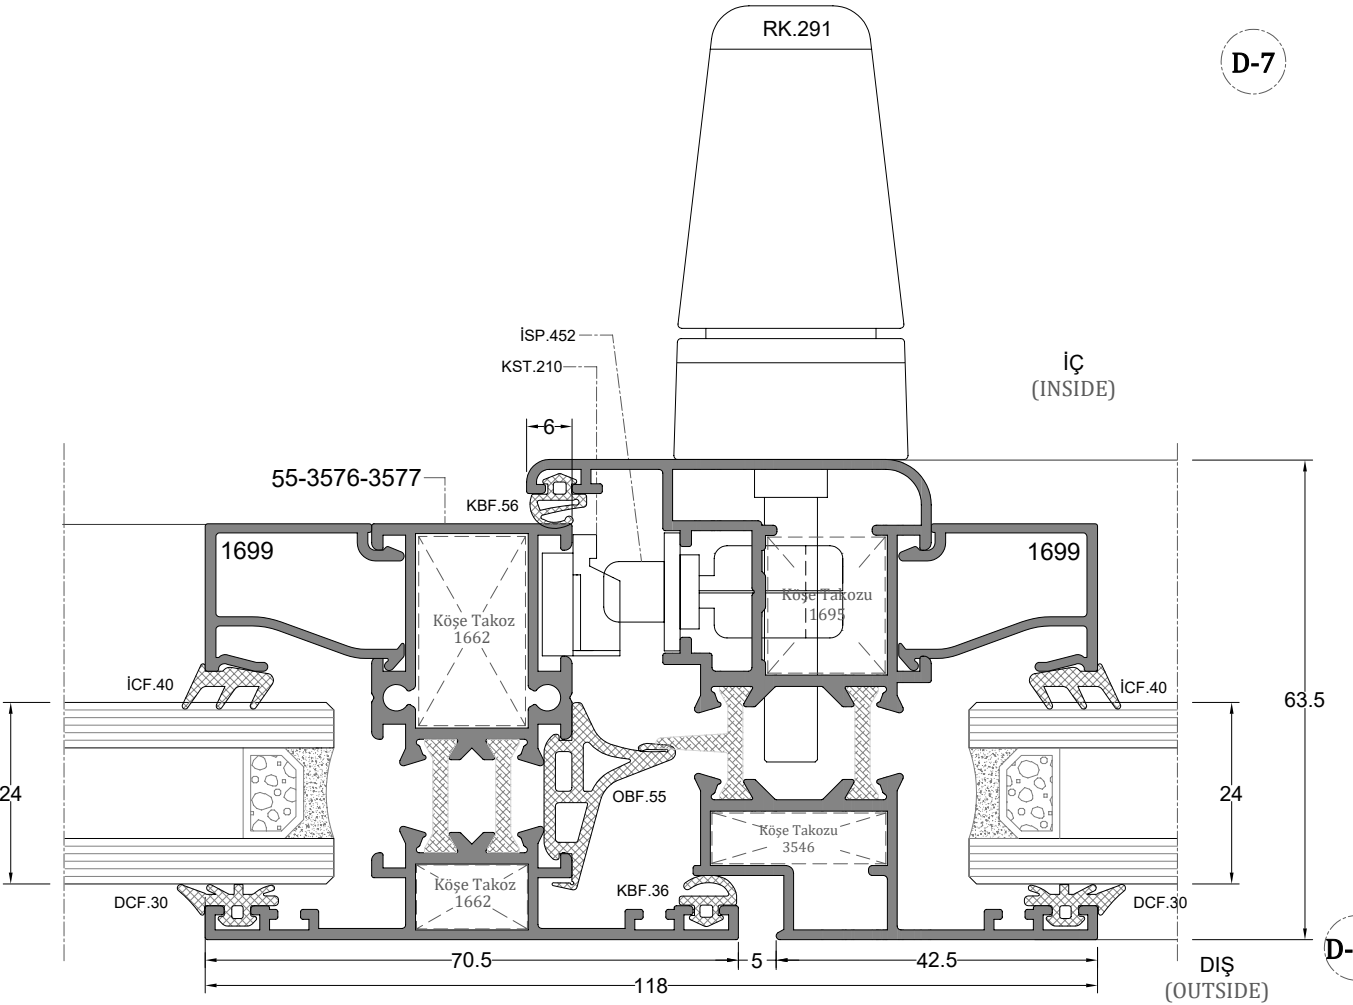 RK.291
D-7
İSP.452
KST.210
İÇ
(INSIDE)
6
55-3576-3577
KBF.56
1699
1699
Köşe Takozu
1695
Köşe Takoz
1662
İCF.40
İCF.40
63.5
24
24
OBF.55
Köşe Takozu
3546
Köşe Takoz
1662
KBF.36
DCF.30
DCF.30
D-
70.5
5
42.5
DIŞ
(OUTSIDE)
118